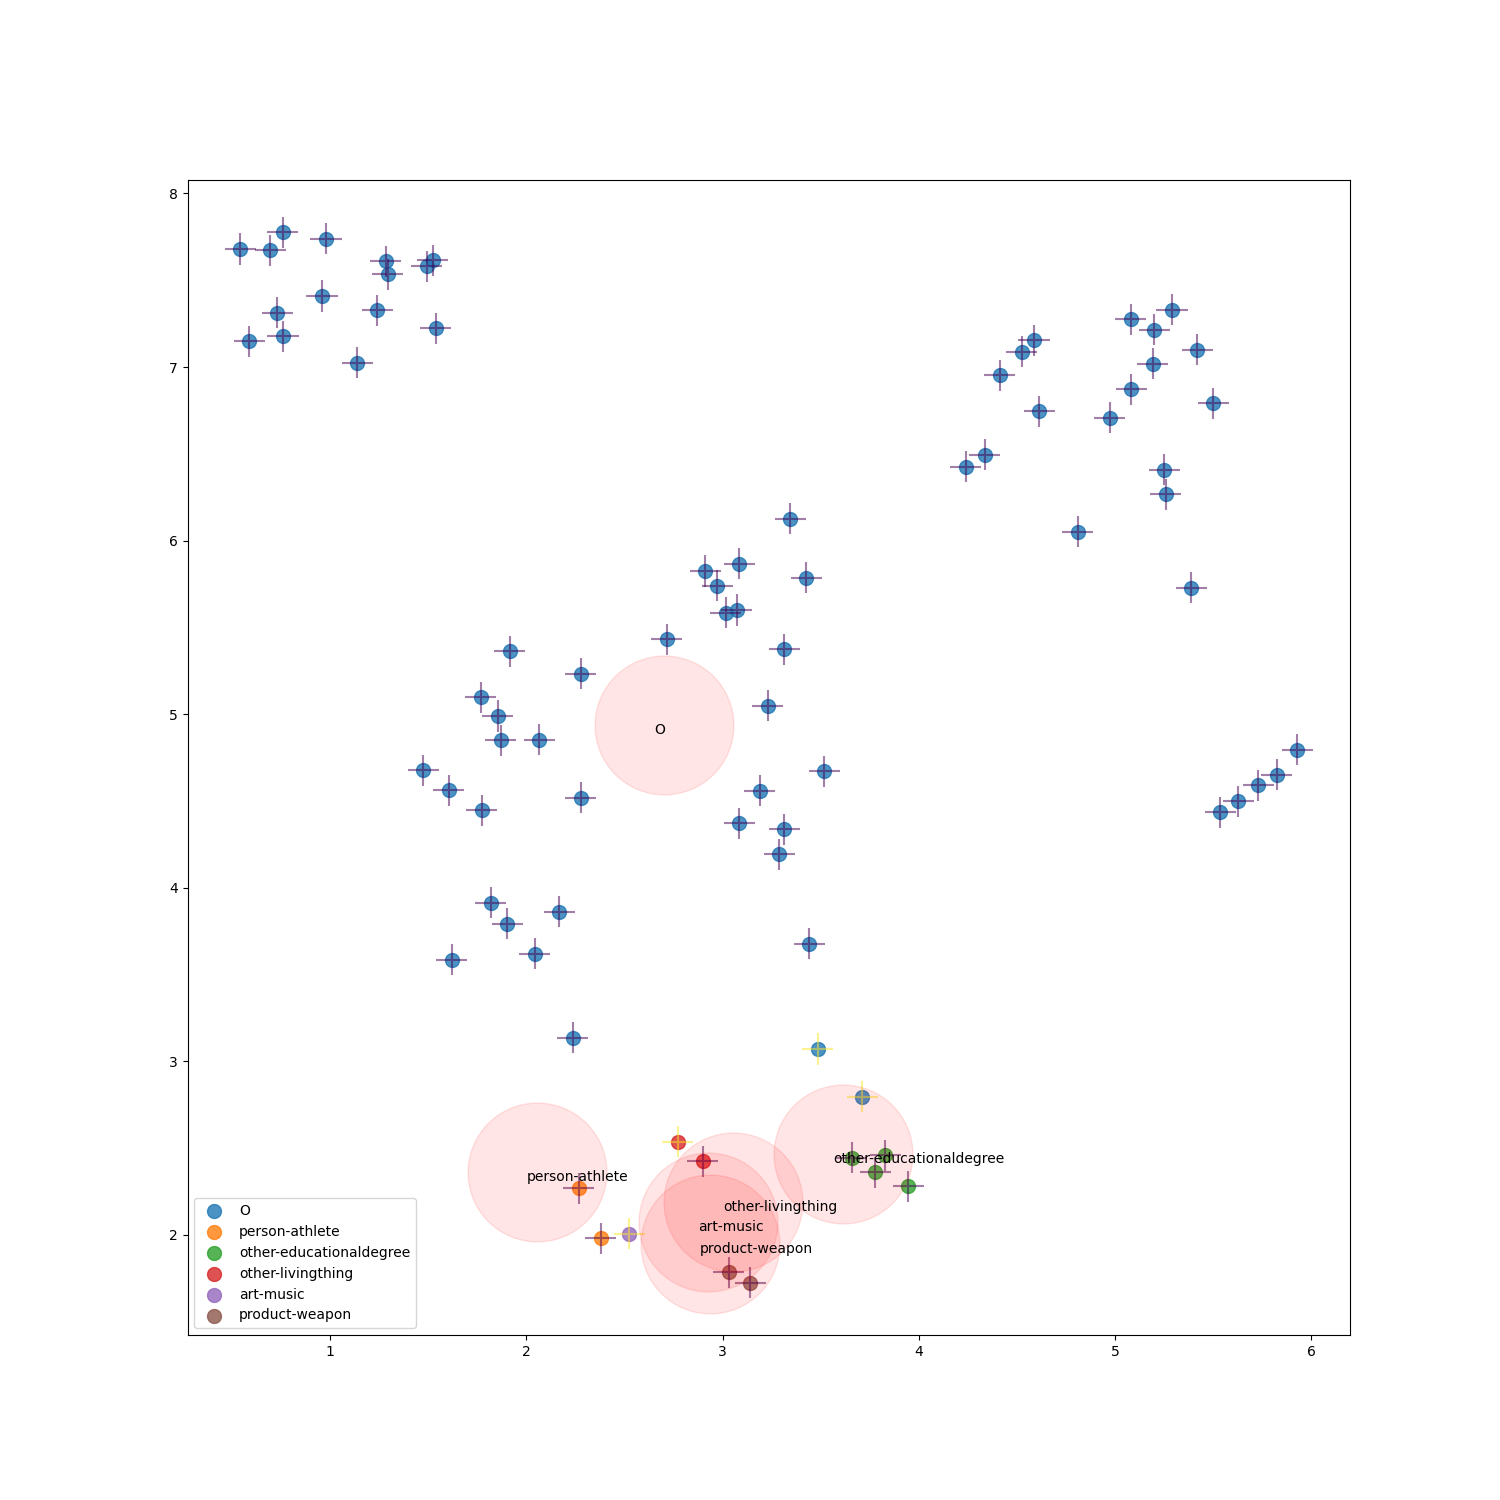 8
7
6
5
4
3
2
O
person-athlete
other-educationaldegree
other-livingthing
art-music
product-weapon
O
person-athlete
other-educationaldegree
other-livingthing
art-music
product-weapon
1 2 3 4 5 6